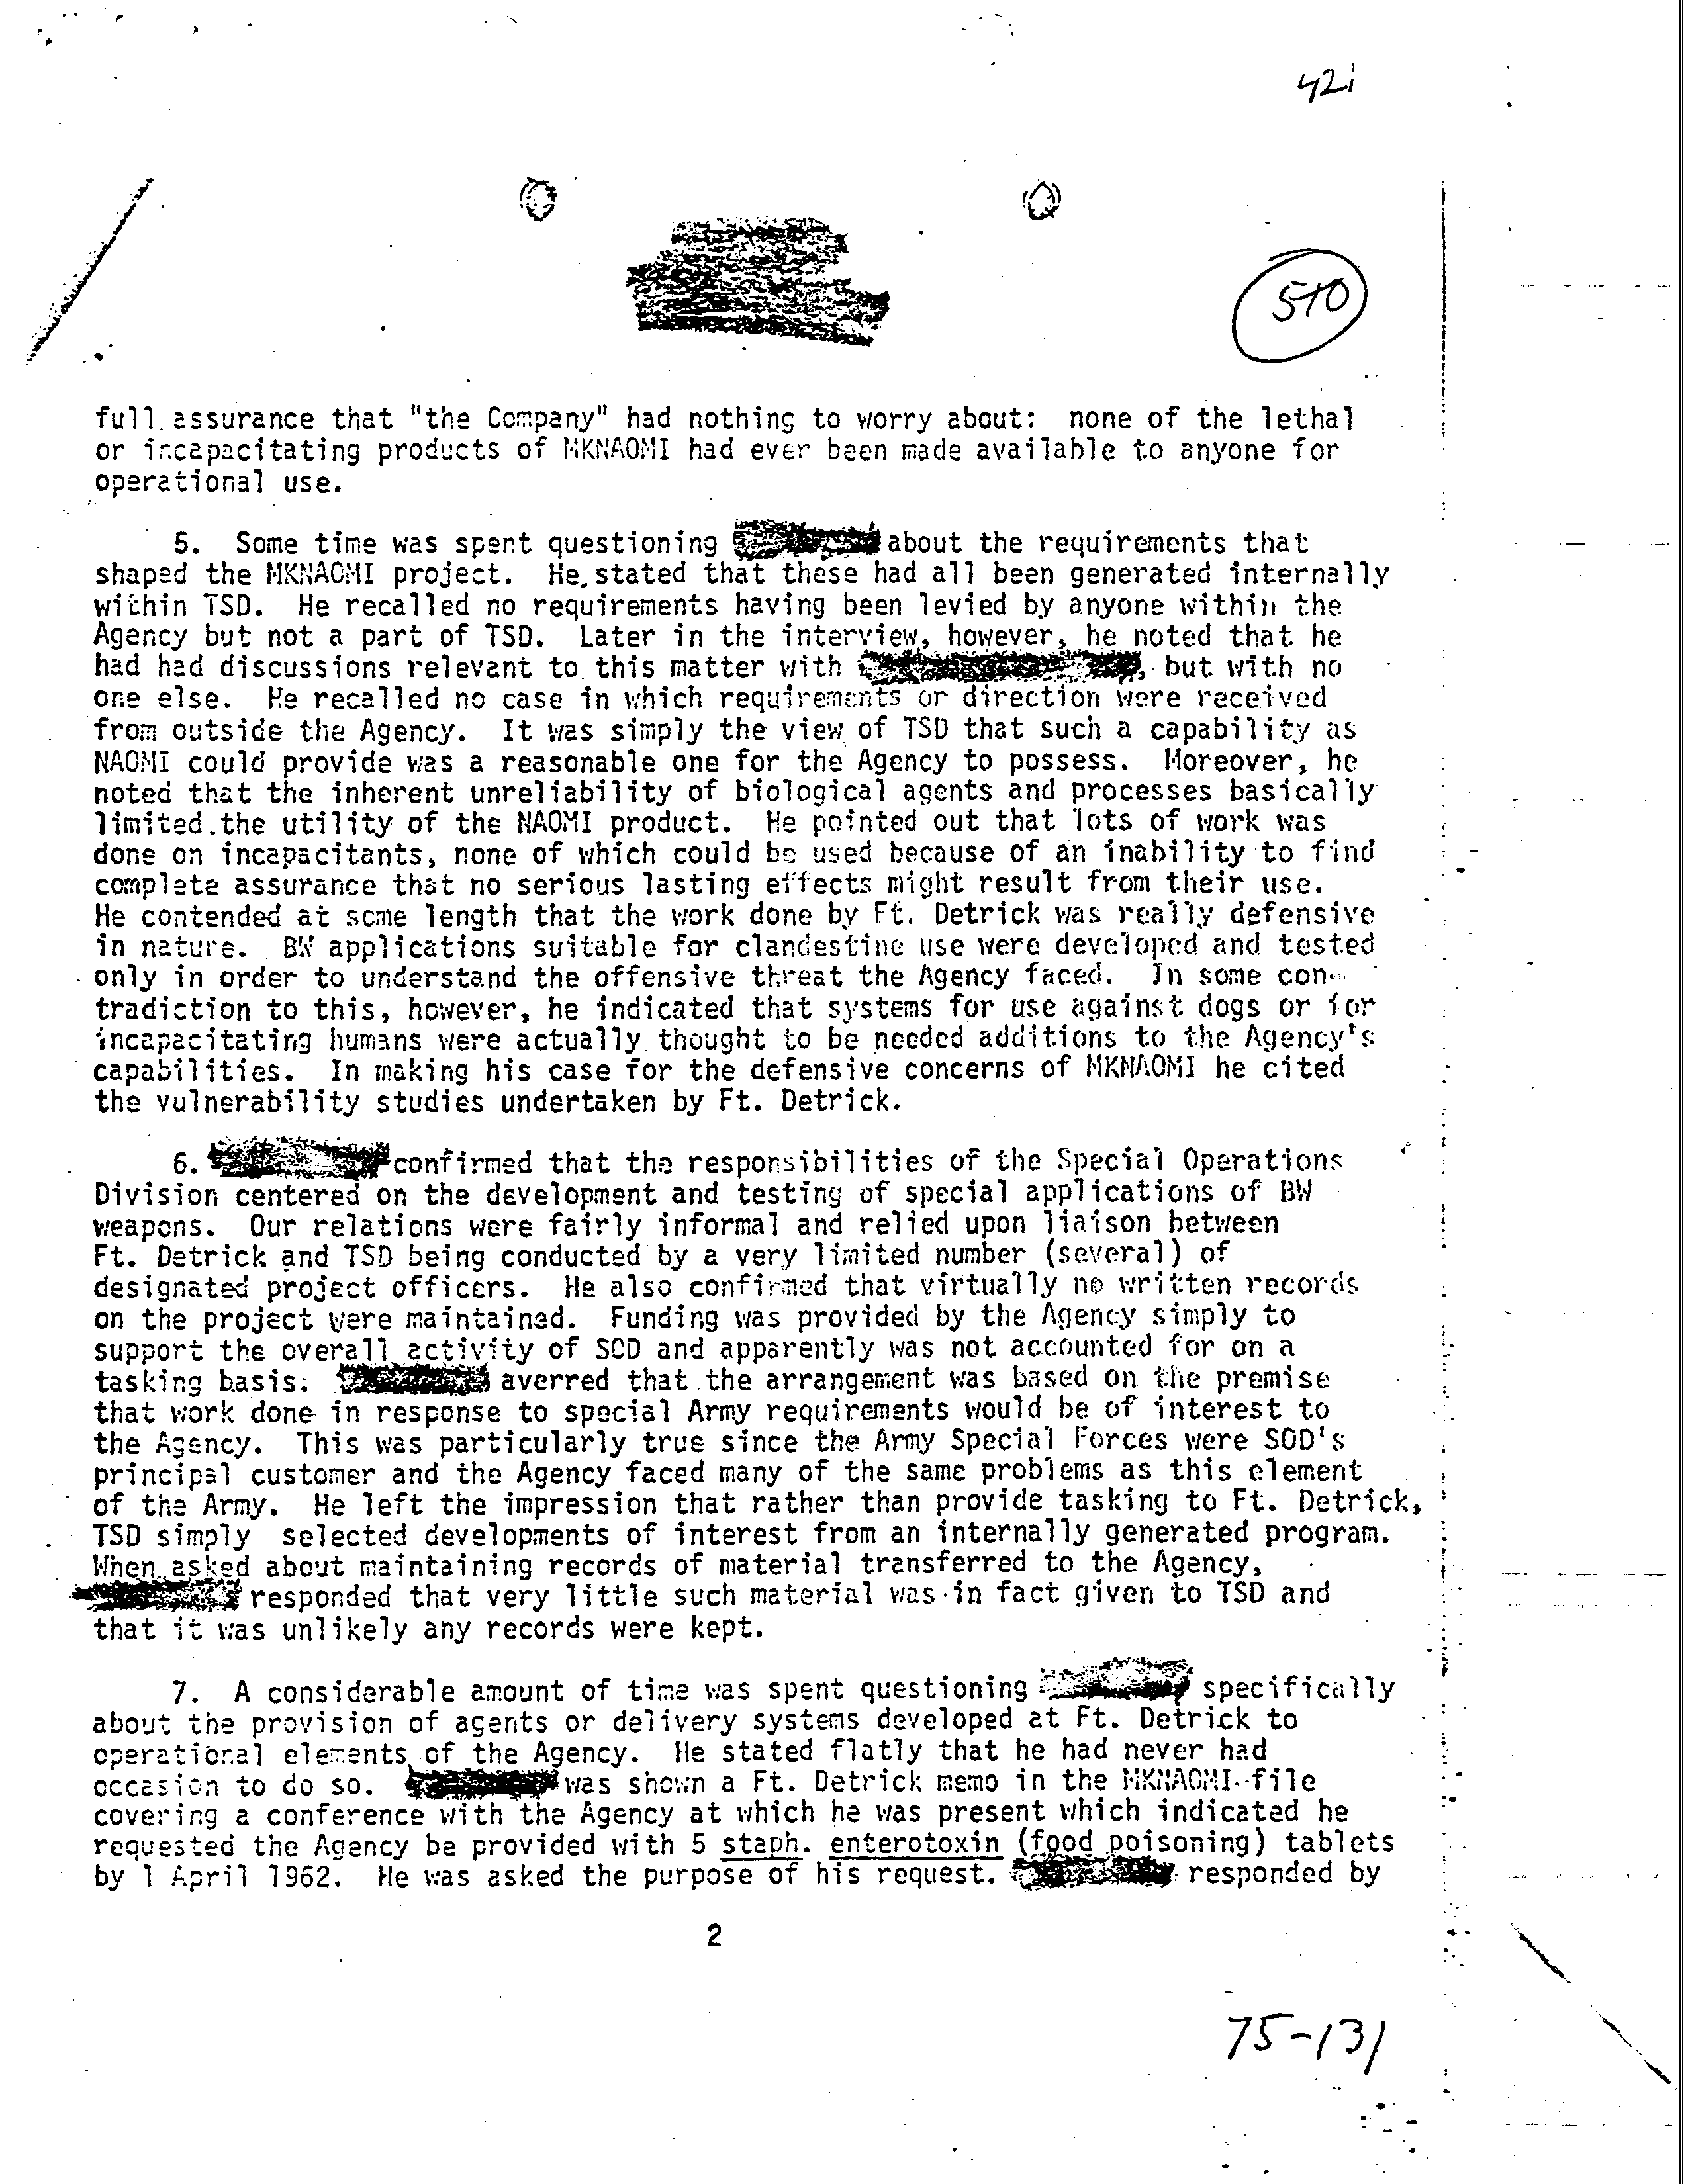 42i
510
full assurance that "the Company" had nothing to worry about: none of the lethal
or incapacitating products of MKNAOMI had ever been made available to anyone for
operational use.
5. Some time was spent questioning about the requirements that
shaped the MKNAOMI project. He stated that these had all been generated internally
within TSD. He recalled no requirements having been levied by anyone within the
Agency but not a part of TSD. Later in the interview, however, he noted that he
had had discussions relevant to this matter with , but with no
one else. He recalled no case in which requirements or direction were received
from outside the Agency. It was simply the view of TSD that such a capability as
NAOMI could provide was a reasonable one for the Agency to possess. Moreover, he
noted that the inherent unreliability of biological agents and processes basically
limited the utility of the NAOMI product. He pointed out that lots of work was
done on incapacitants, none of which could be used because of an inability to find
complete assurance that no serious lasting effects might result from their use.
He contended at some length that the work done by Ft. Detrick was really defensive
in nature. BW applications suitable for clandestine use were developed and tested
only in order to understand the offensive threat the Agency faced. In some con-
tradiction to this, however, he indicated that systems for use against dogs or for
incapacitating humans were actually thought to be needed additions to the Agency's
capabilities. In making his case for the defensive concerns of MKNAOMI he cited
the vulnerability studies undertaken by Ft. Detrick.
6. confirmed that the responsibilities of the Special Operations
Division centered on the development and testing of special applications of BW
weapons. Our relations were fairly informal and relied upon liaison between
Ft. Detrick and TSD being conducted by a very limited number (several) of
designated project officers. He also confirmed that virtually no written records
on the project were maintained. Funding was provided by the Agency simply to
support the overall activity of SOD and apparently was not accounted for on a
tasking basis. averred that the arrangement was based on the premise
that work done in response to special Army requirements would be of interest to
the Agency. This was particularly true since the Army Special Forces were SOD's
principal customer and the Agency faced many of the same problems as this element
of the Army. He left the impression that rather than provide tasking to Ft. Detrick,
TSD simply selected developments of interest from an internally generated program.
When asked about maintaining records of material transferred to the Agency,
responded that very little such material was in fact given to TSD and
that it was unlikely any records were kept.
7. A considerable amount of time was spent questioning specifically
about the provision of agents or delivery systems developed at Ft. Detrick to
operational elements of the Agency. He stated flatly that he had never had
occasion to do so. was shown a Ft. Detrick memo in the MKNAOMI file
covering a conference with the Agency at which he was present which indicated he
requested the Agency be provided with 5 staph. enterotoxin (food poisoning) tablets
by 1 April 1962. He was asked the purpose of his request. responded by
2
75-131